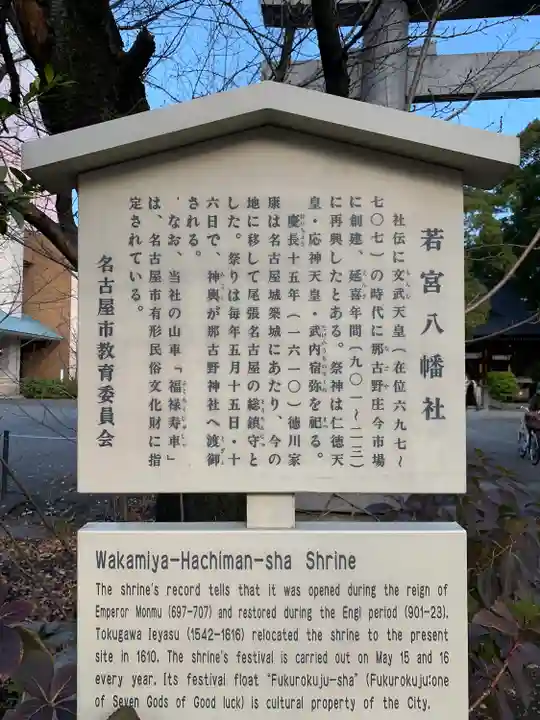 若宮八幡社
社伝に文武天皇(在位六九七～
七〇七)の時代に那古野庄今市場
に創建、延喜年間(九〇一～二三)
に再興したとある。祭神は仁徳天
皇・応神天皇・武内宿弥を祀る。
慶長十五年(一六一〇)徳川家
康は名古屋城築城にあたり、今の
地に移して尾張名古屋の総鎮守と
した。祭りは毎年五月十五日・十
六日で、神輿が那古野神社へ渡御
される。
なお、当社の山車「福禄寿車」
は、名古屋市有形民俗文化財に指
定されている。
名古屋市教育委員会
Wakamiya-Hachiman-sha Shrine
The shrine's record tells that it was opened during the reign of
Emperor Monmu (697-707) and restored during the Engi period (901-23).
Tokugawa Ieyasu (1542-1616) relocated the shrine to the present
site in 1610. The shrine's festival is carried out on May 15 and 16
every year. Its festival float "Fukurokuju-sha" (Fukurokuju:one
of Seven Gods of Good luck) is cultural property of the City.